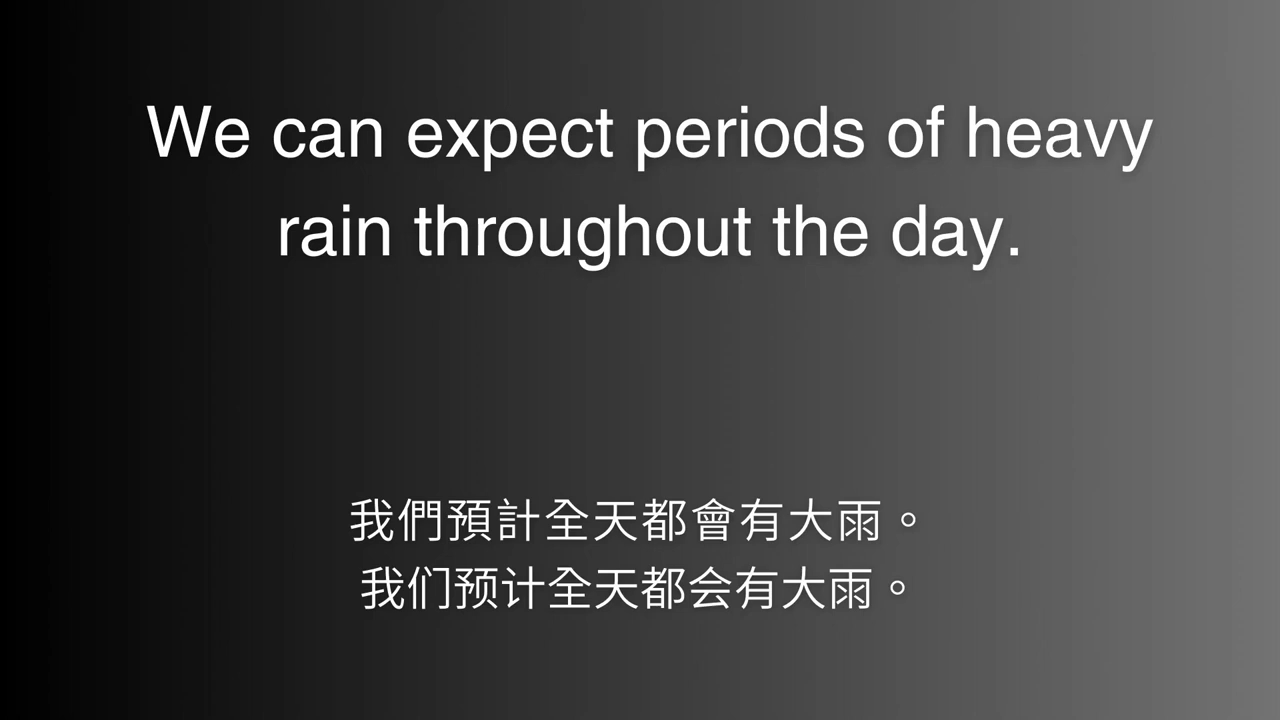 We can expect periods of heavy
rain throughout the day.
我們預計全天都會有大雨。
我们预计全天都会有大雨。